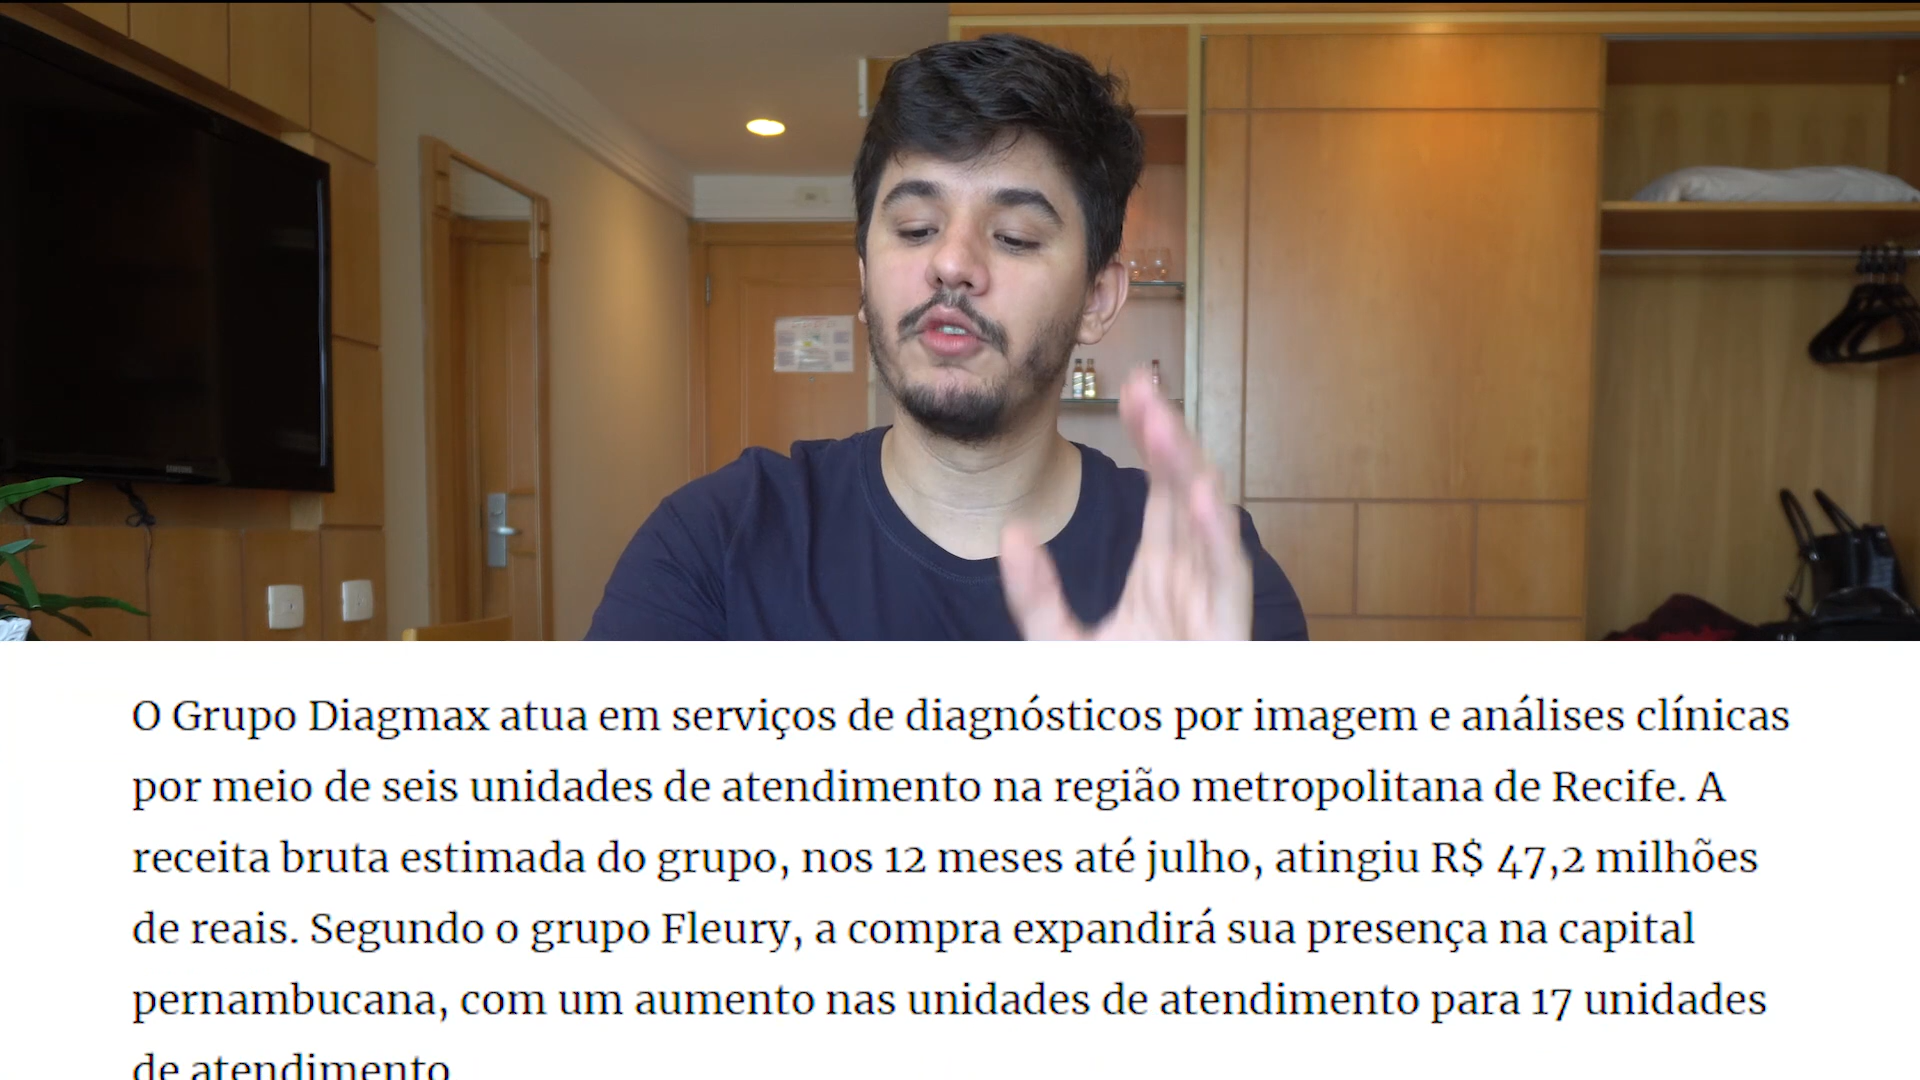 SAMSUNG
O Grupo Diagmax atua em serviços de diagnósticos por imagem e análises clínicas
por meio de seis unidades de atendimento na região metropolitana de Recife. A
receita bruta estimada do grupo, nos 12 meses até julho, atingiu R$ 47,2 milhões
de reais. Segundo o grupo Fleury, a compra expandirá sua presença na capital
pernambucana, com um aumento nas unidades de atendimento para 17 unidades
de atendimento